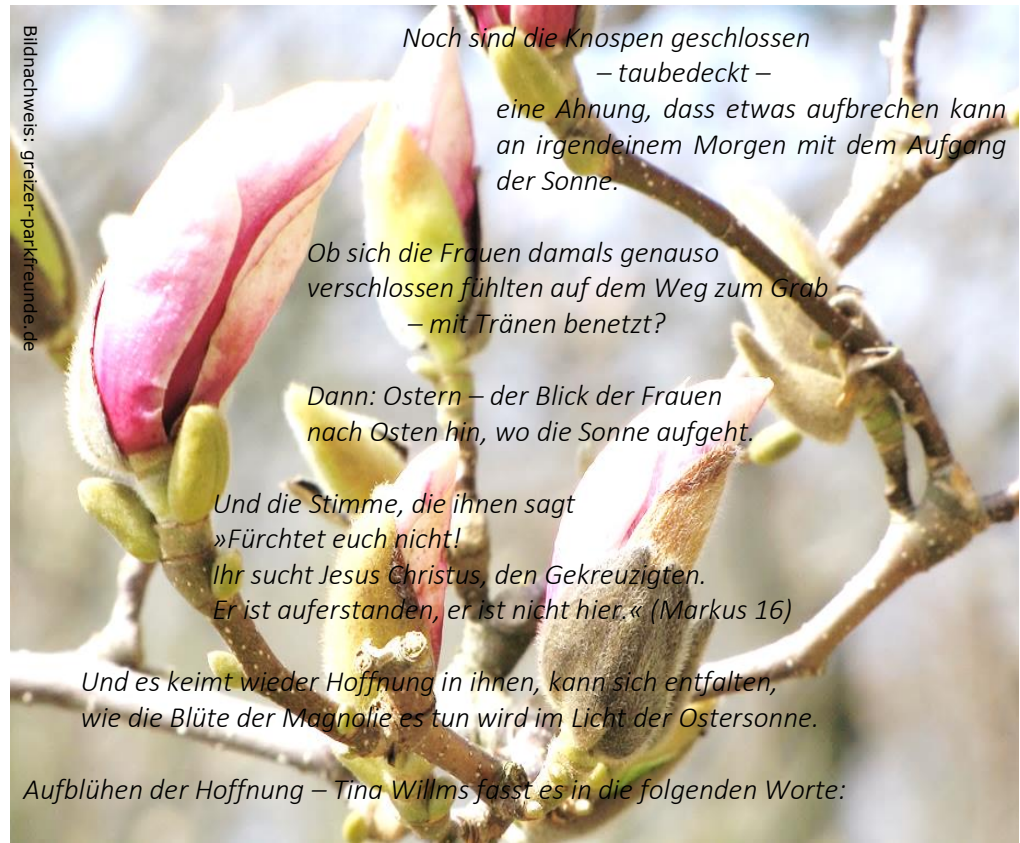 Noch sind die Knospen geschlossen
– taubedeckt –
eine Ahnung, dass etwas aufbrechen kann
an irgendeinem Morgen mit dem Aufgang
der Sonne.
Ob sich die Frauen damals genauso
verschlossen fühlten auf dem Weg zum Grab
– mit Tränen benetzt?
Dann: Ostern – der Blick der Frauen
nach Osten hin, wo die Sonne aufgeht.
Und die Stimme, die ihnen sagt
»Fürchtet euch nicht!
Ihr sucht Jesus Christus, den Gekreuzigten.
Er ist auferstanden, er ist nicht hier.« (Markus 16)
Und es keimt wieder Hoffnung in ihnen, kann sich entfalten,
wie die Blüte der Magnolie es tun wird im Licht der Ostersonne.
Aufblühen der Hoffnung – Tina Willms fasst es in die folgenden Worte:
Bildnachweis: greizer-parkfreunde.de